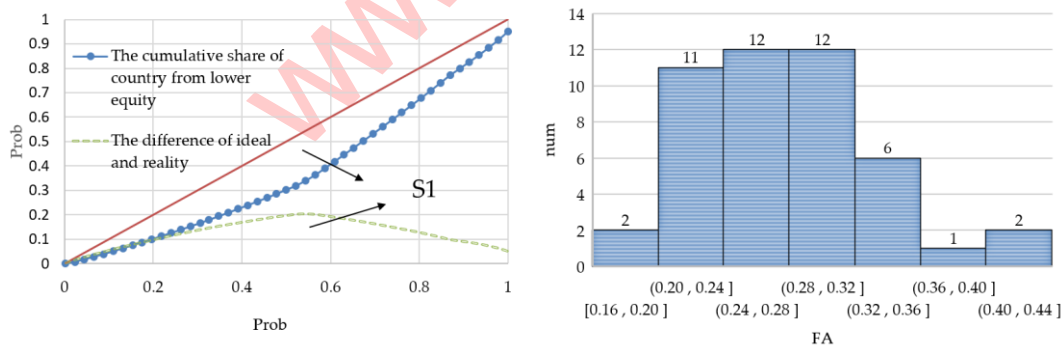 1
0.9
0.8
0.7
0.6
0.5
0.4
0.3
0.2
0.1
0
Prob
The cumulative share of
country from lower
equity
The difference of ideal
and reality
S1
0
0.2
0.4
0.6
0.8
1
Prob
14
12
10
8
6
4
2
0
num
2
11
12
12
6
1
2
(0.20 , 0.24 ]
(0.28 , 0.32]
(0.36 , 0.40]
[0.16 , 0.20]
(0.24 , 0.28 ]
(0.32 , 0.36]
(0.40 , 0.44]
FA